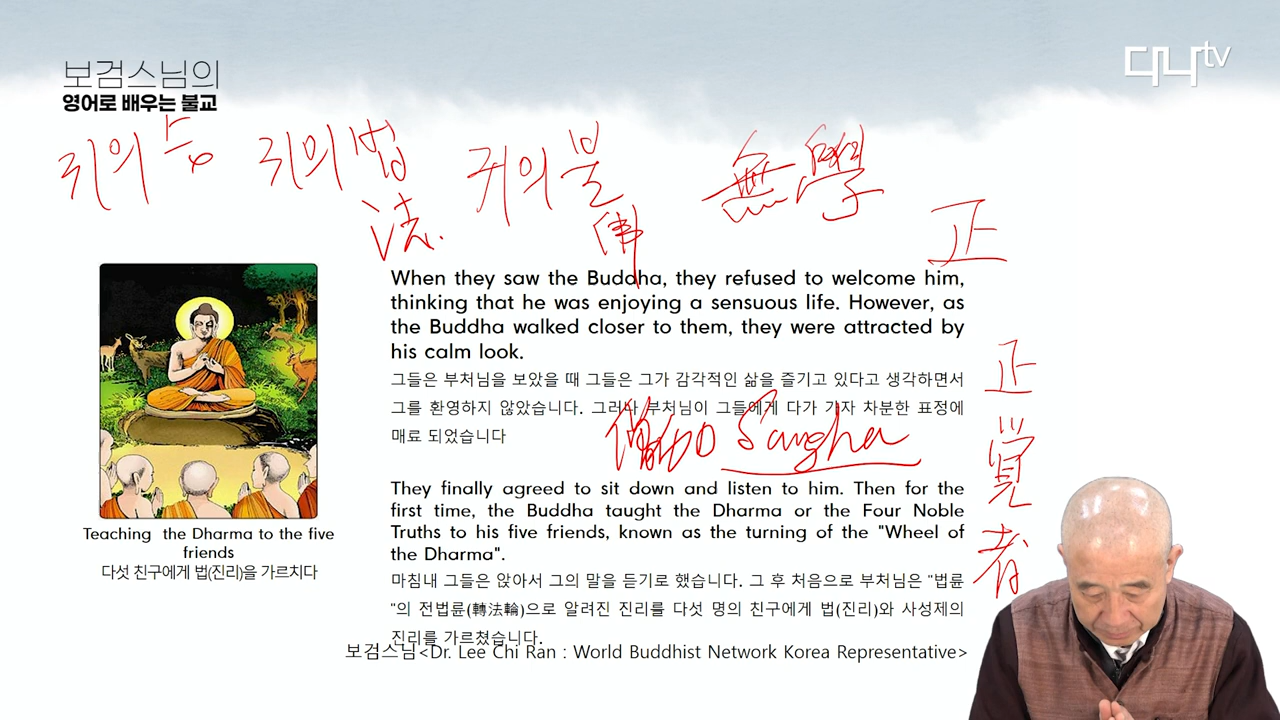 보검스님의
영어로 배우는 불교
다나tv
귀의승 귀의법 귀의불 無學
法 佛
正
When they saw the Buddha, they refused to welcome him,
thinking that he was enjoying a sensuous life. However, as
the Buddha walked closer to them, they were attracted by
his calm look.
그들은 부처님을 보았을 때 그들은 그가 감각적인 삶을 즐기고 있다고 생각하면서
그를 환영하지 않았습니다. 그러나 부처님이 그들에게 다가 가자 차분한 표정에
매료 되었습니다
正覺者
僧伽 Sangha
They finally agreed to sit down and listen to him. Then for the
first time, the Buddha taught the Dharma or the Four Noble
Truths to his five friends, known as the turning of the "Wheel of
the Dharma".
마침내 그들은 앉아서 그의 말을 듣기로 했습니다. 그 후 처음으로 부처님은 "법륜
"의 전법륜(轉法輪)으로 알려진 진리를 다섯 명의 친구에게 법(진리)와 사성제의
진리를 가르쳤습니다.
Teaching the Dharma to the five
friends
다섯 친구에게 법(진리)을 가르치다
보검스님<Dr. Lee Chi Ran : World Buddhist Network Korea Representative>